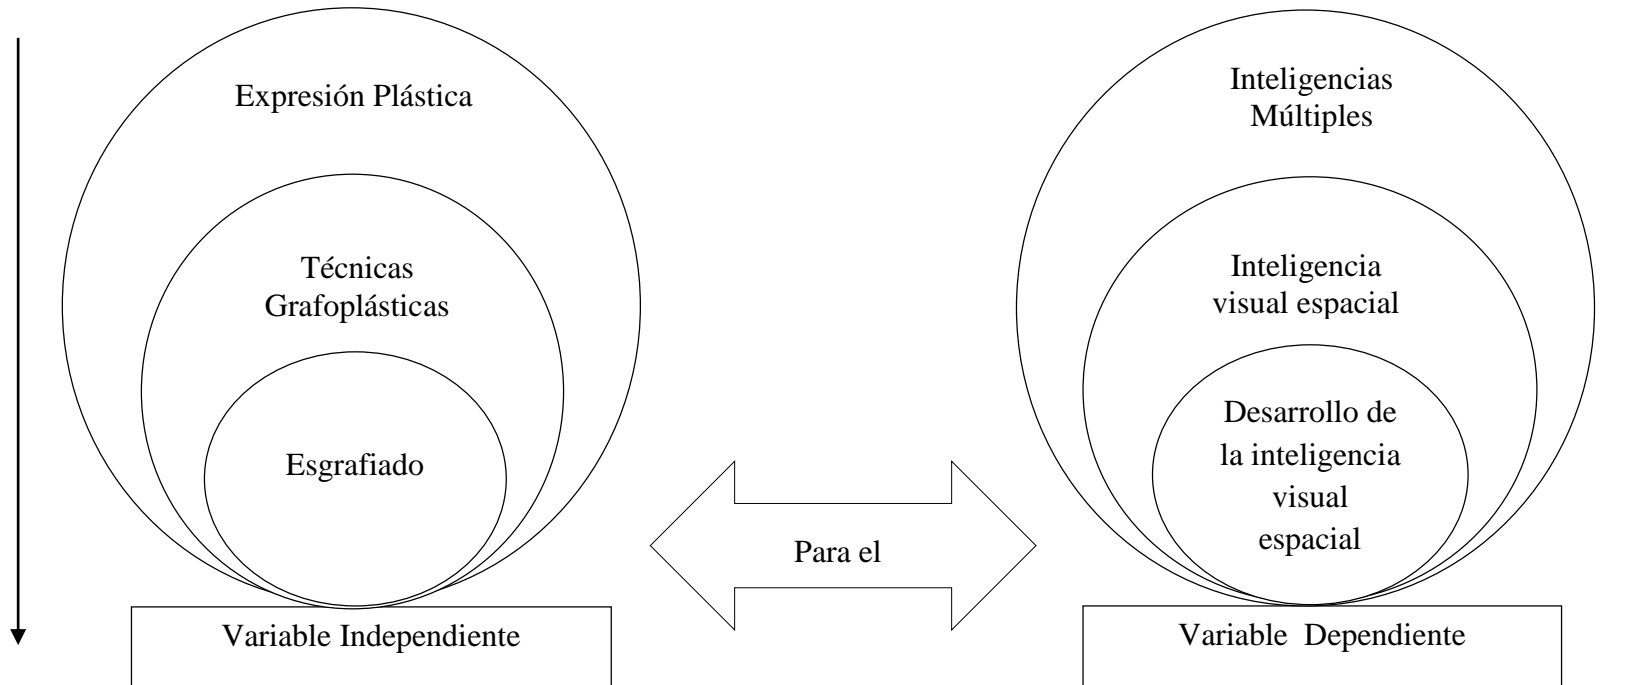 Expresión Plástica
Técnicas
Grafoplásticas
Esgrafiado
Variable Independiente
Para el
Inteligencias
Múltiples
Inteligencia
visual espacial
Desarrollo de
la inteligencia
visual
espacial
Variable  Dependiente